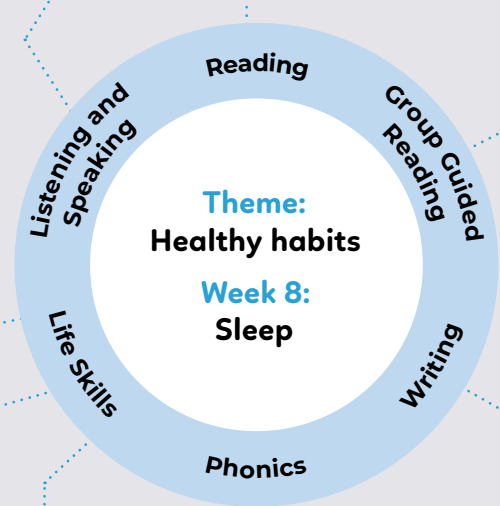 Reading
Group Guided
Reading
Writing
Phonics
Life Skills
Listening and
Speaking
Theme:
Healthy habits
Week 8:
Sleep